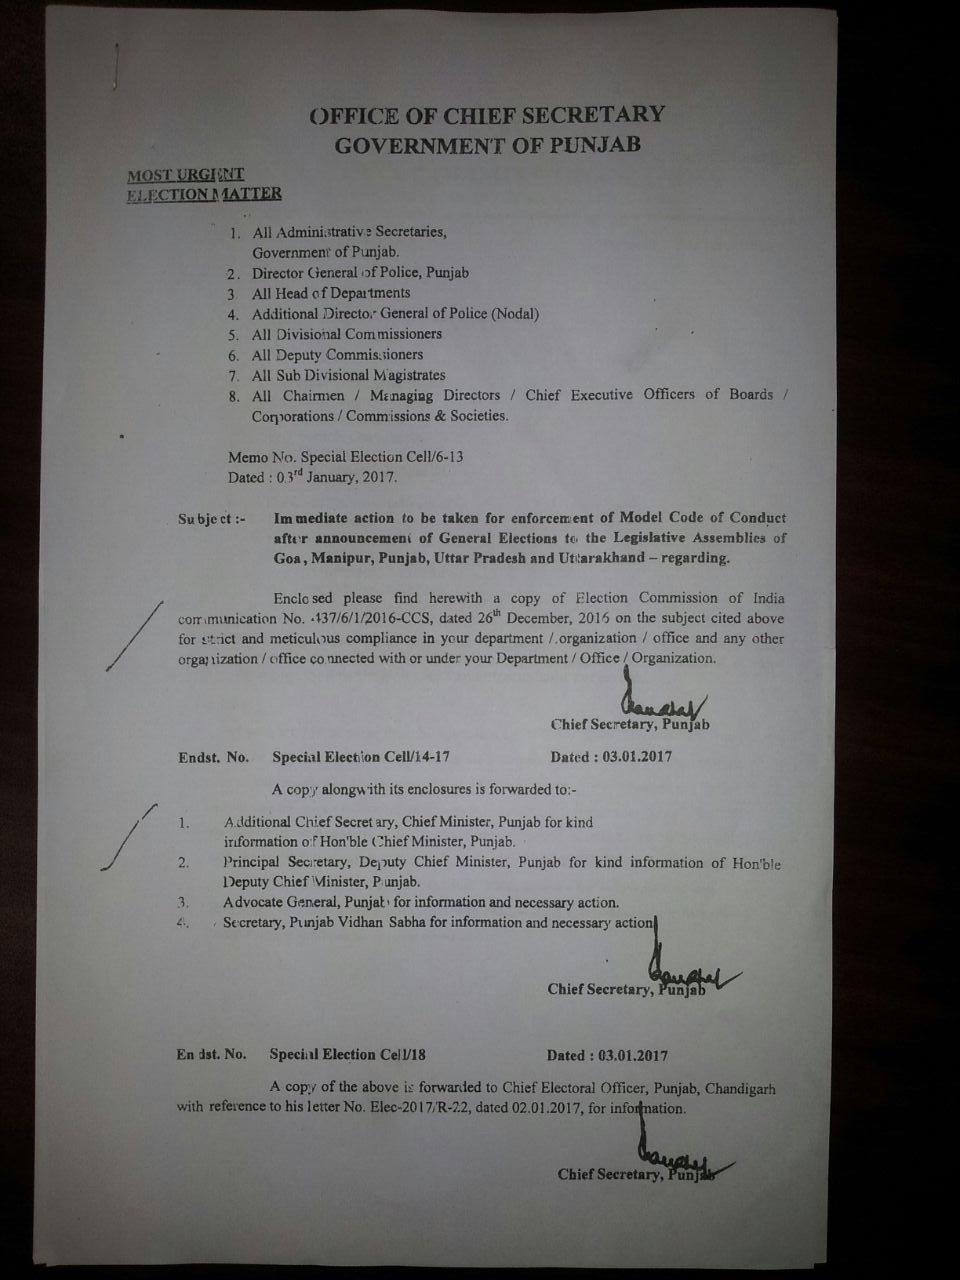 OFFICE OF CHIEF SECRETARY
GOVERNMENT OF PUNJAB
MOST URGENT
ELECTION MATTER
1. All Administrative Secretaries,
Government of Punjab.
2. Director General of Police, Punjab
3 All Head of Departments
4. Additional Director General of Police (Nodal)
5. All Divisional Commissioners
6. All Deputy Commissioners
7. All Sub Divisional Magistrates
8. All Chairmen / Managing Directors / Chief Executive Officers of Boards /
Corporations / Commissions & Societies.
Memo No. Special Election Cell/6-13
Dated : 03rd January, 2017.
Subject :- Immediate action to be taken for enforcement of Model Code of Conduct
after announcement of General Elections to the Legislative Assemblies of
Goa, Manipur, Punjab, Uttar Pradesh and Uttarakhand – regarding.
Enclosed please find herewith a copy of Election Commission of India
communication No. 437/6/1/2016-CCS, dated 26th December, 2016 on the subject cited above
for strict and meticulous compliance in your department / organization / office and any other
organization / office connected with or under your Department / Office / Organization.
Chief Secretary, Punjab
Endst. No. Special Election Cell/14-17 Dated : 03.01.2017
A copy alongwith its enclosures is forwarded to:-
1. Additional Chief Secretary, Chief Minister, Punjab for kind
information of Hon'ble Chief Minister, Punjab.
2. Principal Secretary, Deputy Chief Minister, Punjab for kind information of Hon'ble
Deputy Chief Minister, Punjab.
3. Advocate General, Punjab for information and necessary action.
4. Secretary, Punjab Vidhan Sabha for information and necessary action
Chief Secretary, Punjab
Endst. No. Special Election Cell/18 Dated : 03.01.2017
A copy of the above is forwarded to Chief Electoral Officer, Punjab, Chandigarh
with reference to his letter No. Elec-2017/R-22, dated 02.01.2017, for information.
Chief Secretary, Punjab